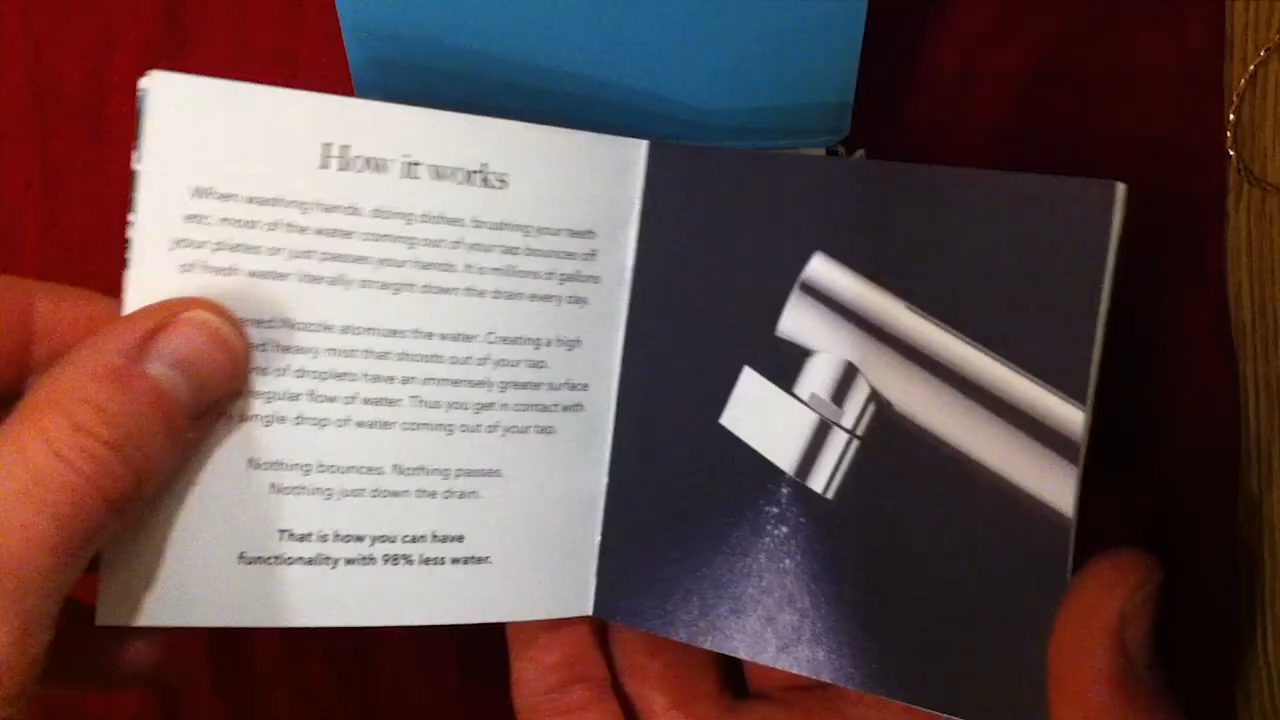 How it works
When washing hands, doing dishes, brushing your teeth
etc. most of the water coming out of your tap bounces off
your plates or just passes your hands. It is millions of gallons
of fresh water literally straight down the drain every day.
Nozzle atomizes the water. Creating a high
heavy mist that shoots out of your tap.
of droplets have an immensely greater surface
regular flow of water. Thus you get in contact with
single drop of water coming out of your tap.
Nothing bounces. Nothing passes.
Nothing just down the drain.
That is how you can have
functionality with 98% less water.